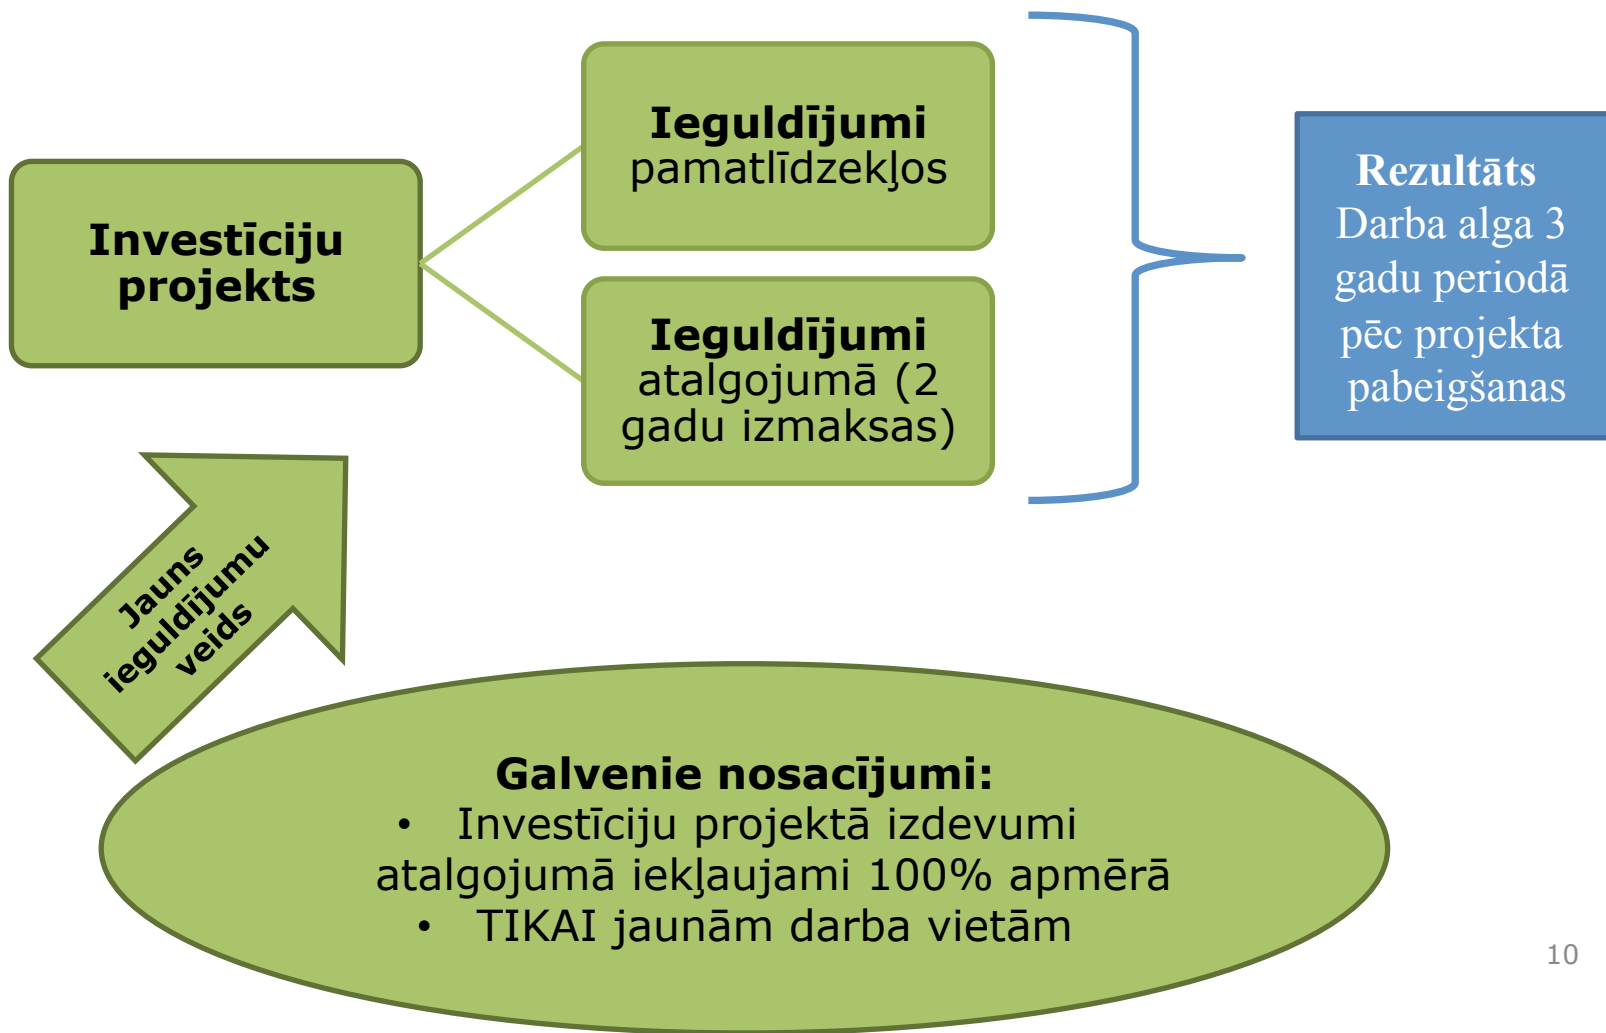 Investīciju
projekts
Ieguldījumi
pamatlīdzekļos
Ieguldījumi
atalgojumā (2
gadu izmaksas)
Rezultāts
Darba alga 3
gadu periodā
pēc projekta
pabeigšanas
Jauns
ieguldījumu
veids
Galvenie nosacījumi:
• Investīciju projektā izdevumi
atalgojumā iekļaujami 100% apmērā
• TIKAI jaunām darba vietām
10